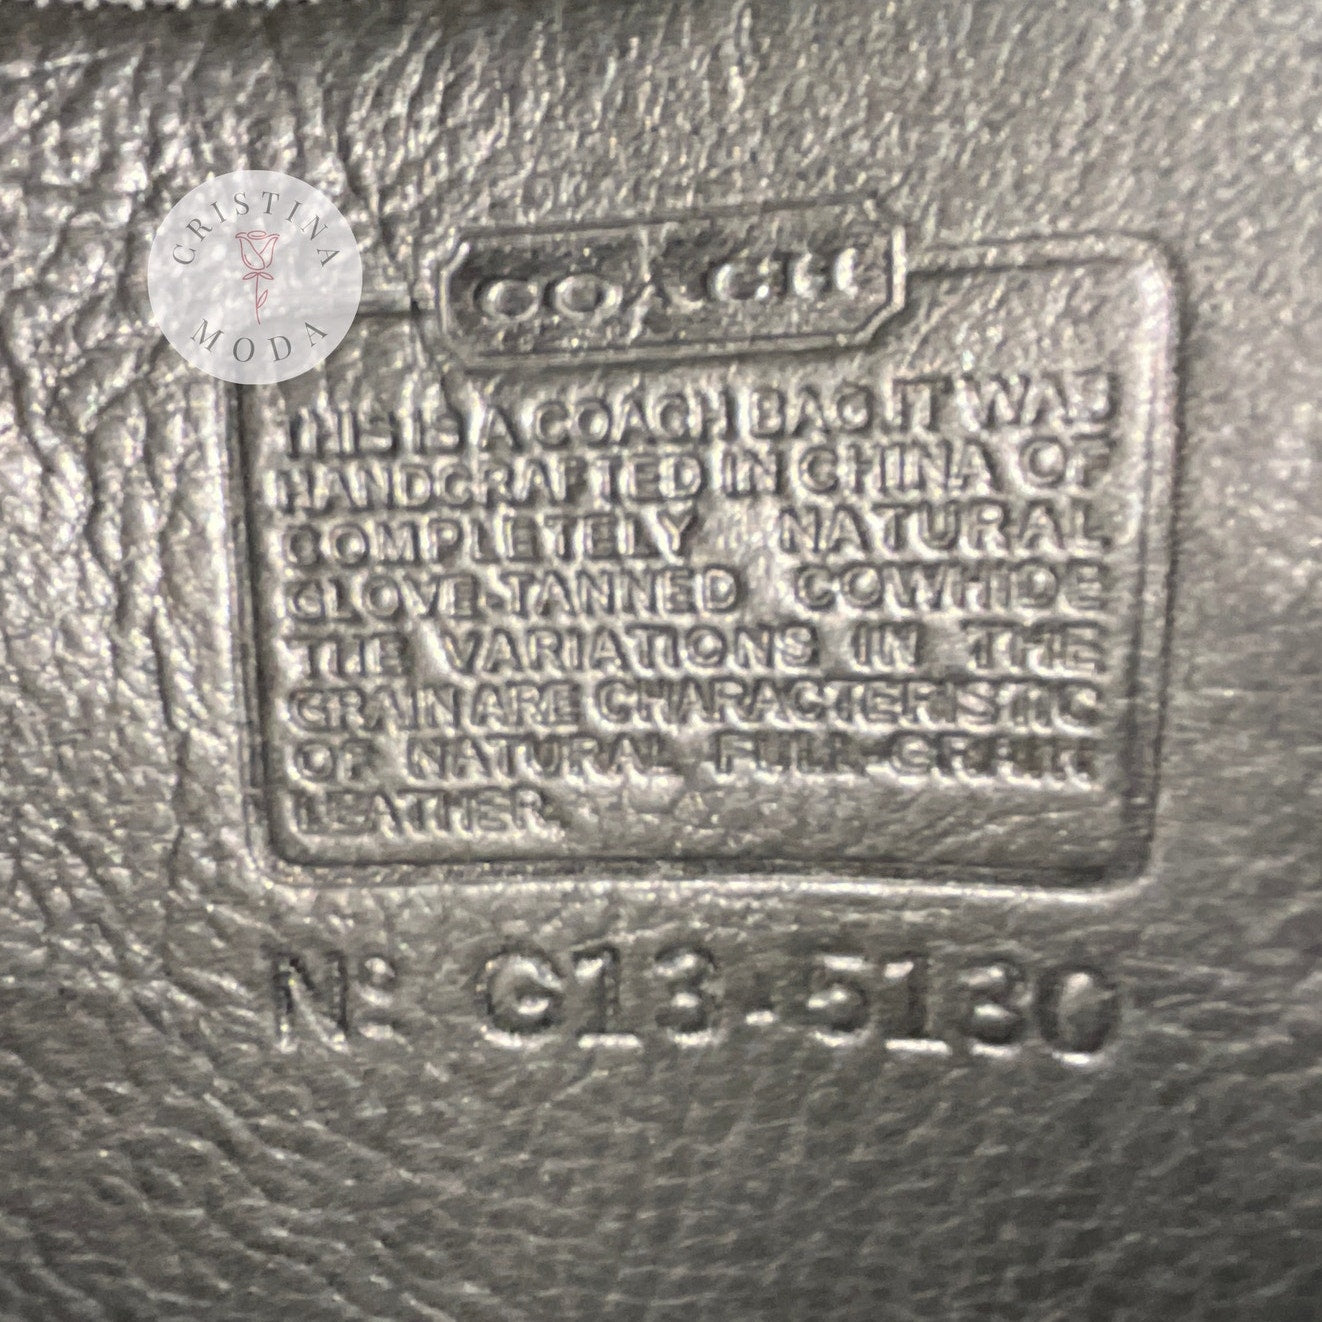 CRISTINA
MODA
COACH
THIS IS A COACH BAG IT WAS
HANDCRAFTED IN CHINA OF
COMPLETELY NATURAL
GLOVE-TANNED COWHIDE
THE VARIATIONS IN THE
GRAIN ARE CHARACTERISTIC
OF NATURAL FULL GRAIN
LEATHER.
Nº G13-5130